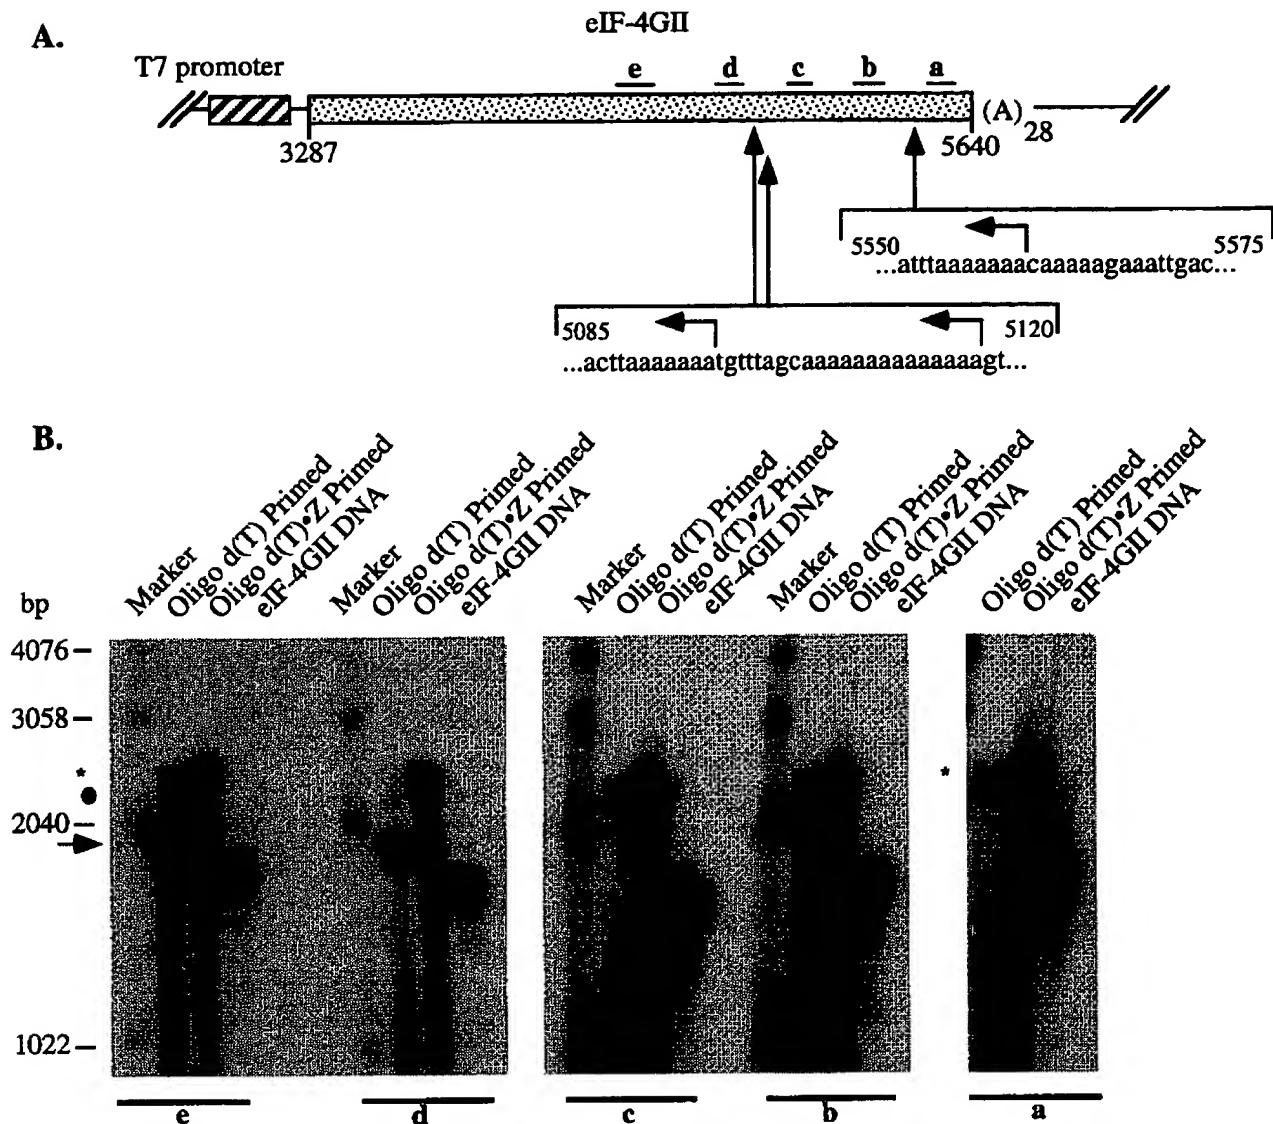 A.
eIF-4GII
T7 promoter
e d c b a
3287
5640
(A)28
5550 5575
...atttaaaaaaacaaaaagaaattgac...
5085 5120
...acttaaaaaaatgtttagcaaaaaaaaaaaaaagt...
B.
Marker
Oligo d(T) Primed
Oligo d(T)•Z Primed
eIF-4GII DNA
Marker
Oligo d(T) Primed
Oligo d(T)•Z Primed
eIF-4GII DNA
Marker
Oligo d(T) Primed
Oligo d(T)•Z Primed
eIF-4GII DNA
Marker
Oligo d(T) Primed
Oligo d(T)•Z Primed
eIF-4GII DNA
Oligo d(T) Primed
Oligo d(T)•Z Primed
eIF-4GII DNA
bp
4076
3058
*
*
2040
1022
e d c b a